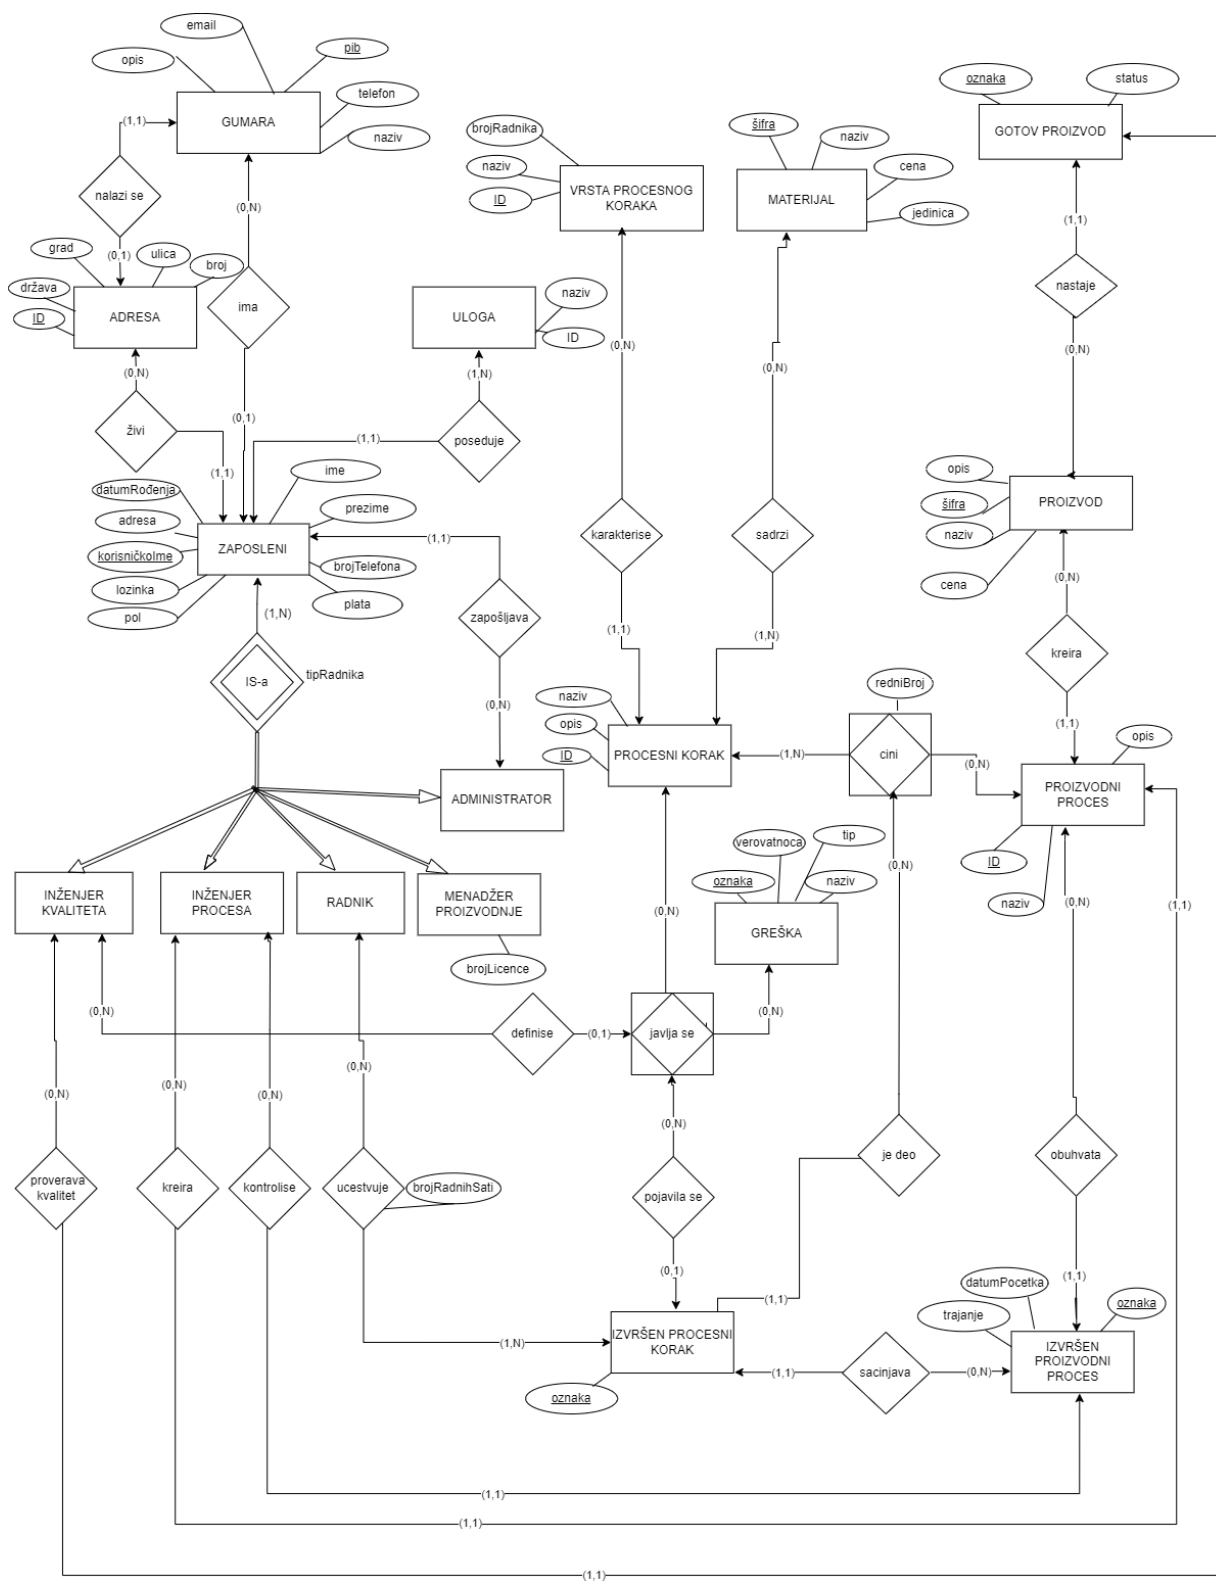 email
pib
opis
telefon
GUMARA
naziv
(1,1)
nalazi se
(0,N)
(0,1)
grad
ulica
broj
država
ID
ADRESA
ima
(0,N)
živi
(0,1)
(1,1)
brojRadnika
naziv
ID
VRSTA PROCESNOG
KORAKA
šifra
naziv
cena
jedinica
MATERIJAL
oznaka
status
GOTOV PROIZVOD
(1,1)
nastaje
(0,N)
naziv
ULOGA
ID
(1,N)
(1,1)
poseduje
(0,N)
(0,N)
ime
datumRođenja
prezime
adresa
ZAPOSLENI
korisničkoIme
brojTelefona
lozinka
plata
pol
(1,1)
karakterise
sadrzi
opis
šifra
PROIZVOD
naziv
cena
(0,N)
(1,N)
zapošljava
(1,1)
(1,N)
kreira
IS-a
tipRadnika
(0,N)
redniBroj
(1,1)
naziv
opis
ID
PROCESNI KORAK
(1,N)
cini
(0,N)
opis
PROIZVODNI
PROCES
ID
naziv
ADMINISTRATOR
verovatnoca
tip
oznaka
naziv
GREŠKA
(0,N)
(0,N)
(1,1)
INŽENJER
KVALITETA
INŽENJER
PROCESA
RADNIK
MENADŽER
PROIZVODNJE
(0,N)
brojLicence
(0,N)
(0,N)
definise
(0,1)
javlja se
(0,N)
(0,N)
(0,N)
(0,N)
(0,N)
(0,N)
je deo
obuhvata
proverava
kvalitet
kreira
kontrolise
ucestvuje
brojRadnihSati
pojavila se
(0,1)
(1,1)
(1,1)
datumPocetka
oznaka
trajanje
(1,N)
IZVRŠEN PROCESNI
KORAK
IZVRŠEN
PROIZVODNI
PROCES
(1,1)
sacinjava
(0,N)
oznaka
(1,1)
(1,1)
(1,1)